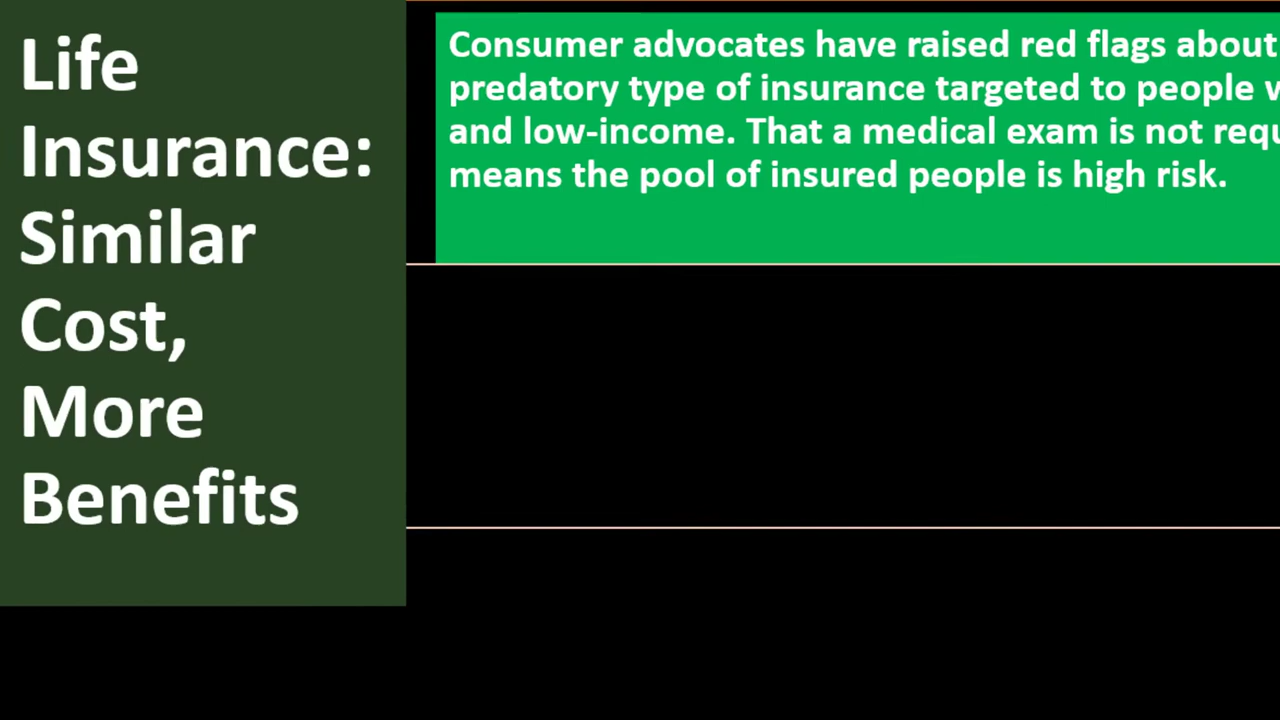 Life
Insurance:
Similar
Cost,
More
Benefits
Consumer advocates have raised red flags about
predatory type of insurance targeted to people
and low-income. That a medical exam is not
means the pool of insured people is high risk.